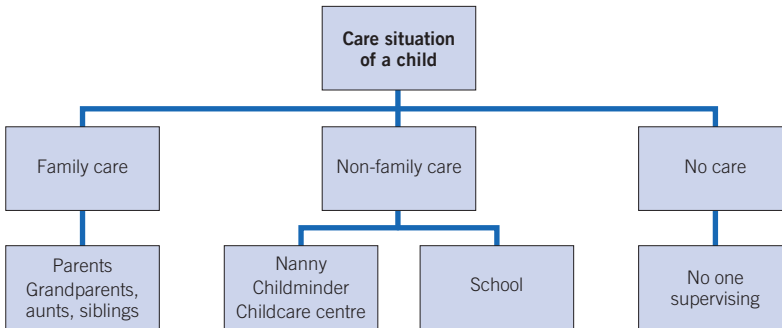 Care situation
of a child
Family care
Non-family care
No care
Parents
Grandparents,
aunts, siblings
Nanny
Childminder
Childcare centre
School
No one
supervising